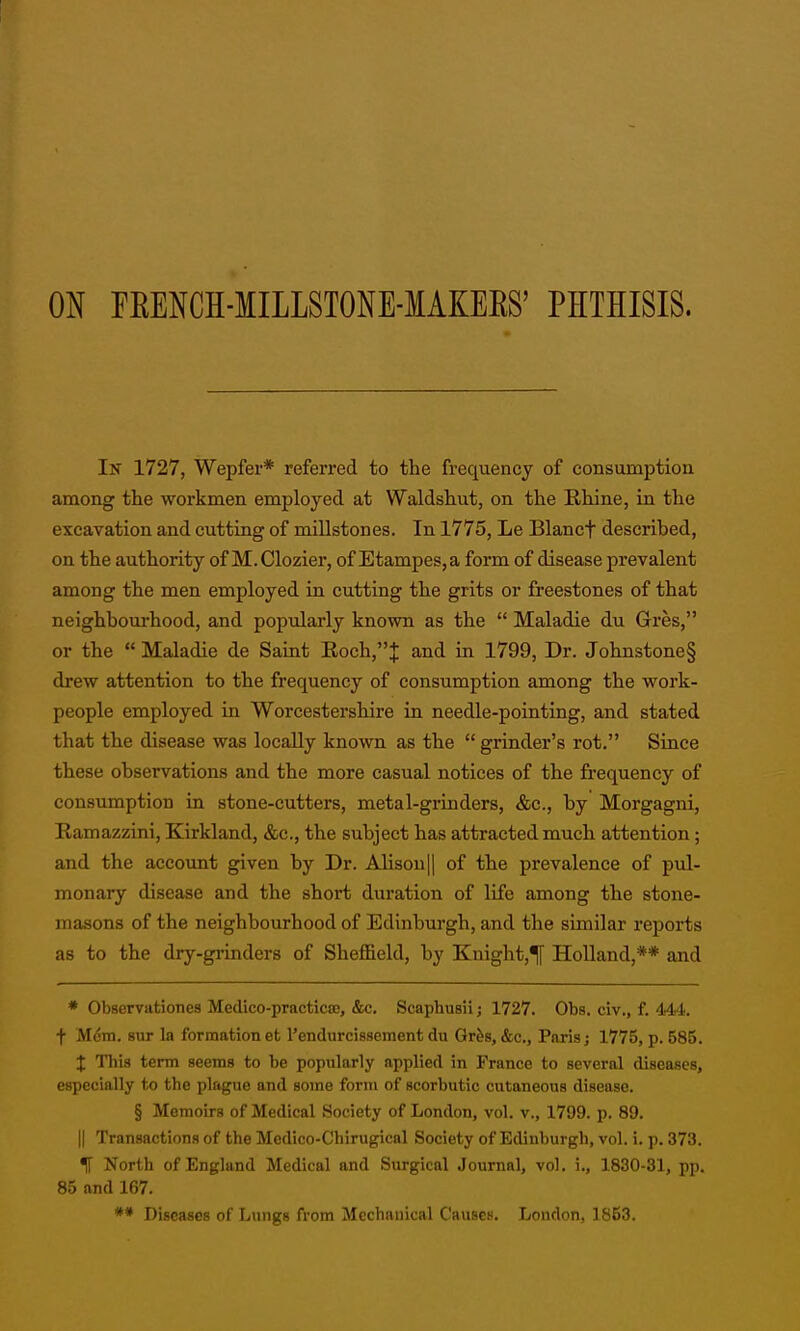 ON FRENCH-MILLSTONE-MAKERS' PHTHISIS.
In 1727, Wepfer* referred to the frequency of consumption
among the workmen employed at Waldshut, on the Rhine, in the
excavation and cutting of millstones. In 1775, Le Blanc† described,
on the authority of M. Clozier, of Etampes, a form of disease prevalent
among the men employed in cutting the grits or freestones of that
neighbourhood, and popularly known as the “ Maladie du Grès,”
or the “ Maladie de Saint Roch,”‡ and in 1799, Dr. Johnstone§
drew attention to the frequency of consumption among the work-
people employed in Worcestershire in needle-pointing, and stated
that the disease was locally known as the “ grinder’s rot.” Since
these observations and the more casual notices of the frequency of
consumption in stone-cutters, metal-grinders, &c., by Morgagni,
Ramazzini, Kirkland, &c., the subject has attracted much attention ;
and the account given by Dr. Alison|| of the prevalence of pul-
monary disease and the short duration of life among the stone-
masons of the neighbourhood of Edinburgh, and the similar reports
as to the dry-grinders of Sheffield, by Knight,¶ Holland,** and
* Observationes Medico-practicæ, &c. Scaphusii; 1727. Obs. civ., f. 444.
† Mém. sur la formation et l’endurcissement du Grès, &c., Paris; 1775, p. 585.
‡ This term seems to be popularly applied in France to several diseases,
especially to the plague and some form of scorbutic cutaneous disease.
§ Memoirs of Medical Society of London, vol. v., 1799. p. 89.
|| Transactions of the Medico-Chirugical Society of Edinburgh, vol. i. p. 373.
¶ North of England Medical and Surgical Journal, vol. i., 1830-31, pp.
85 and 167.
** Diseases of Lungs from Mechanical Causes. London, 1853.